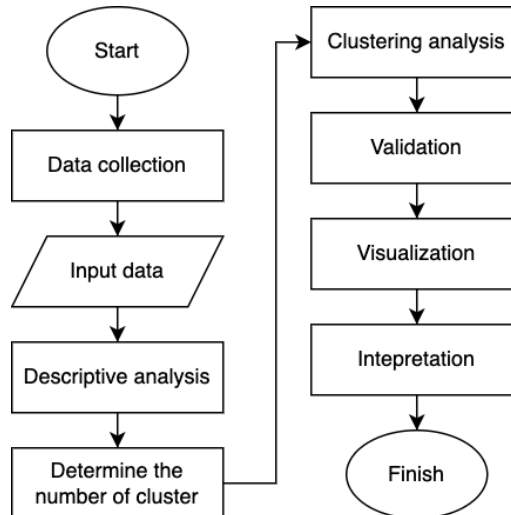 Start
Data collection
Input data
Descriptive analysis
Determine the
number of cluster
Clustering analysis
Validation
Visualization
Intepretation
Finish